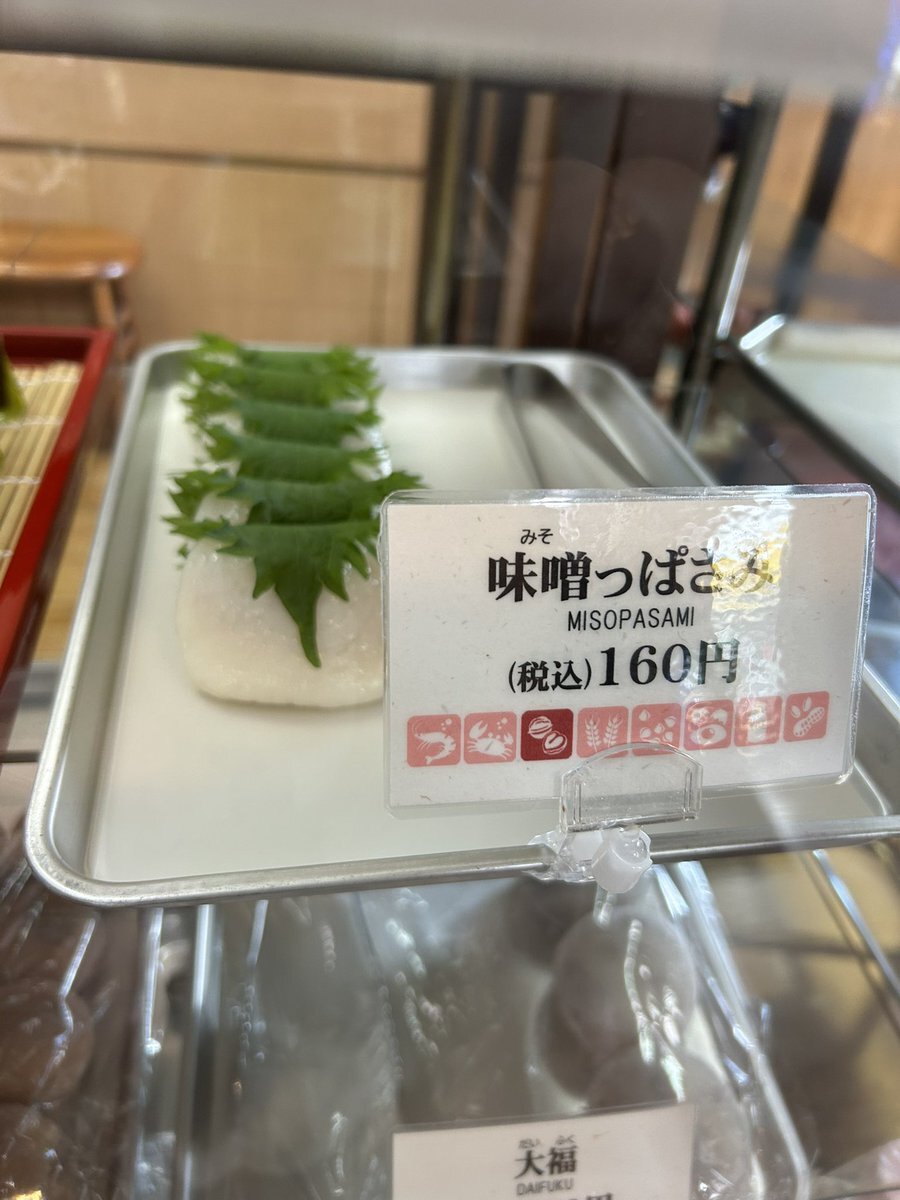 みそ
味噌っぱさみ
MISOPASAMI
(税込)160円
だい ふく
大福
DAIFUKU